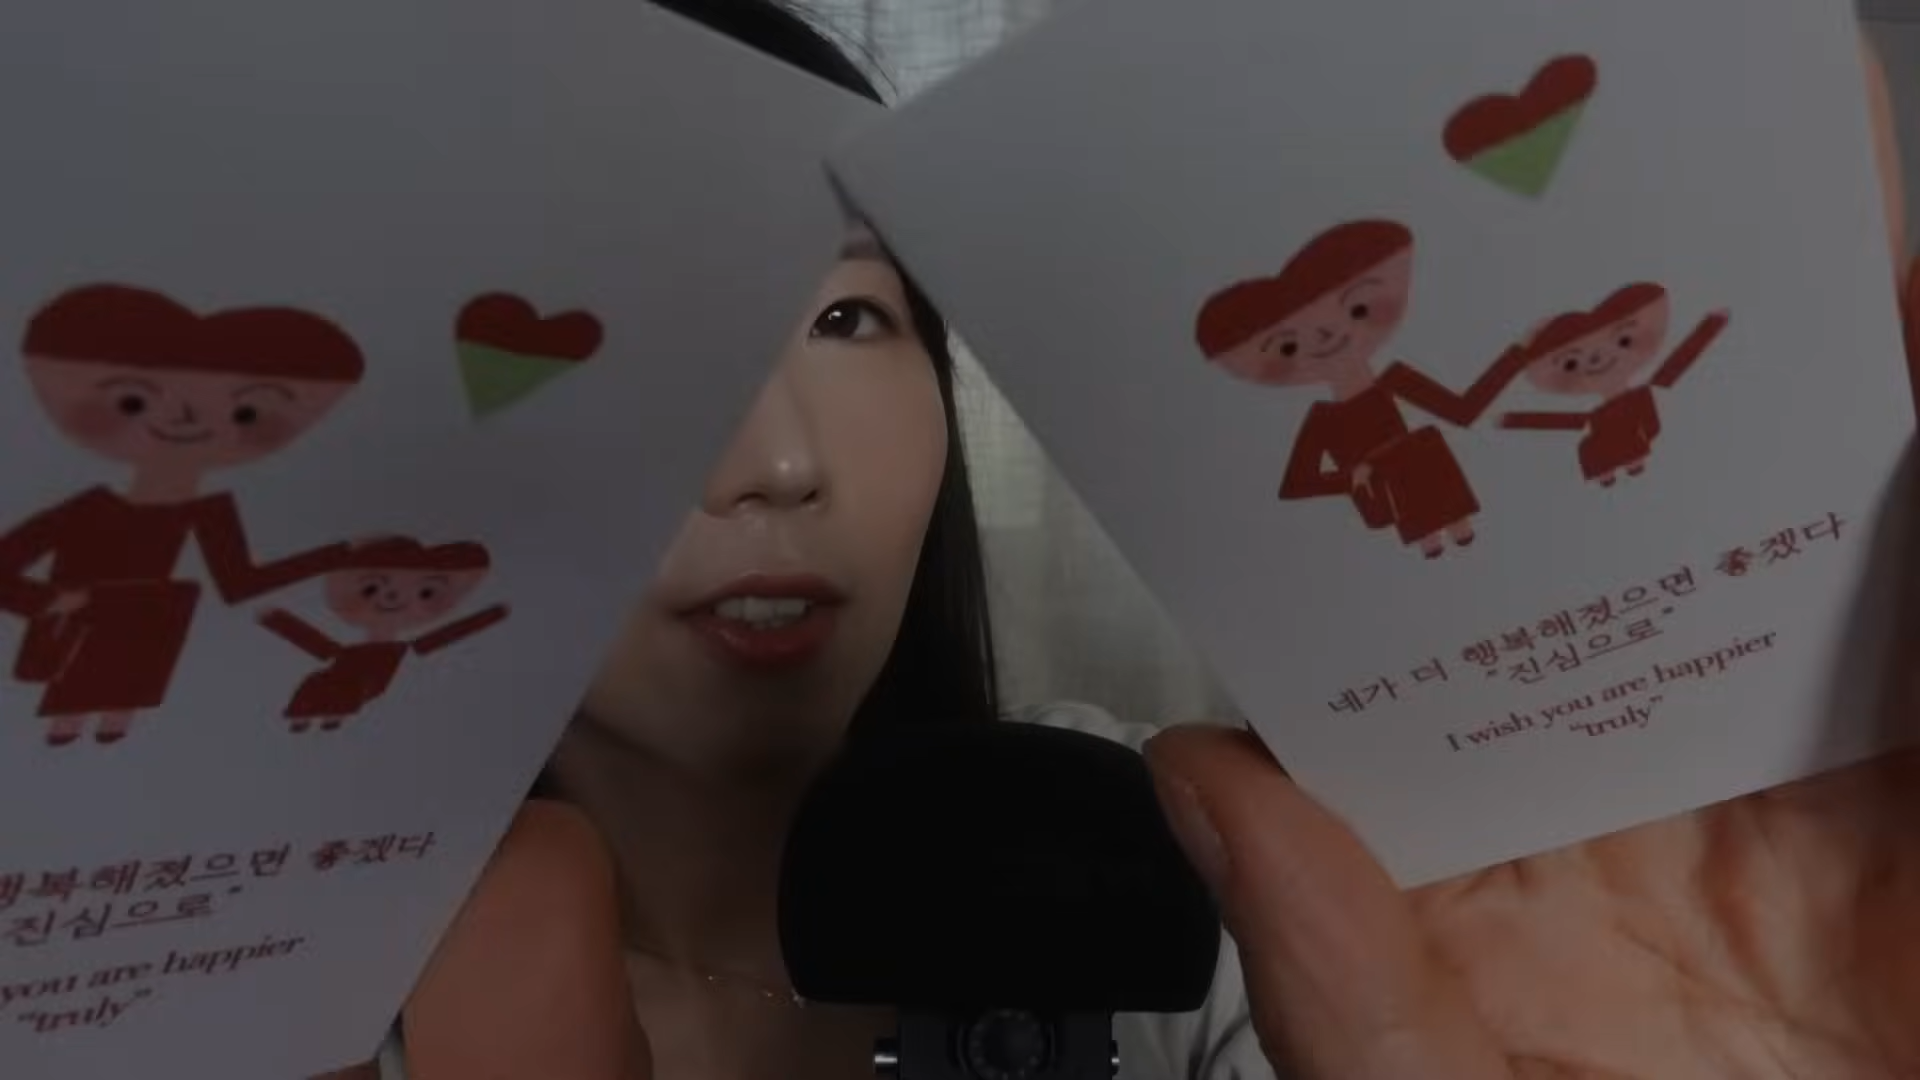 행복해졌으면 좋겠다
"진심으로"
you are happier
"truly"
네가 더 행복해졌으면 좋겠다
"진심으로"
I wish you are happier
"truly"